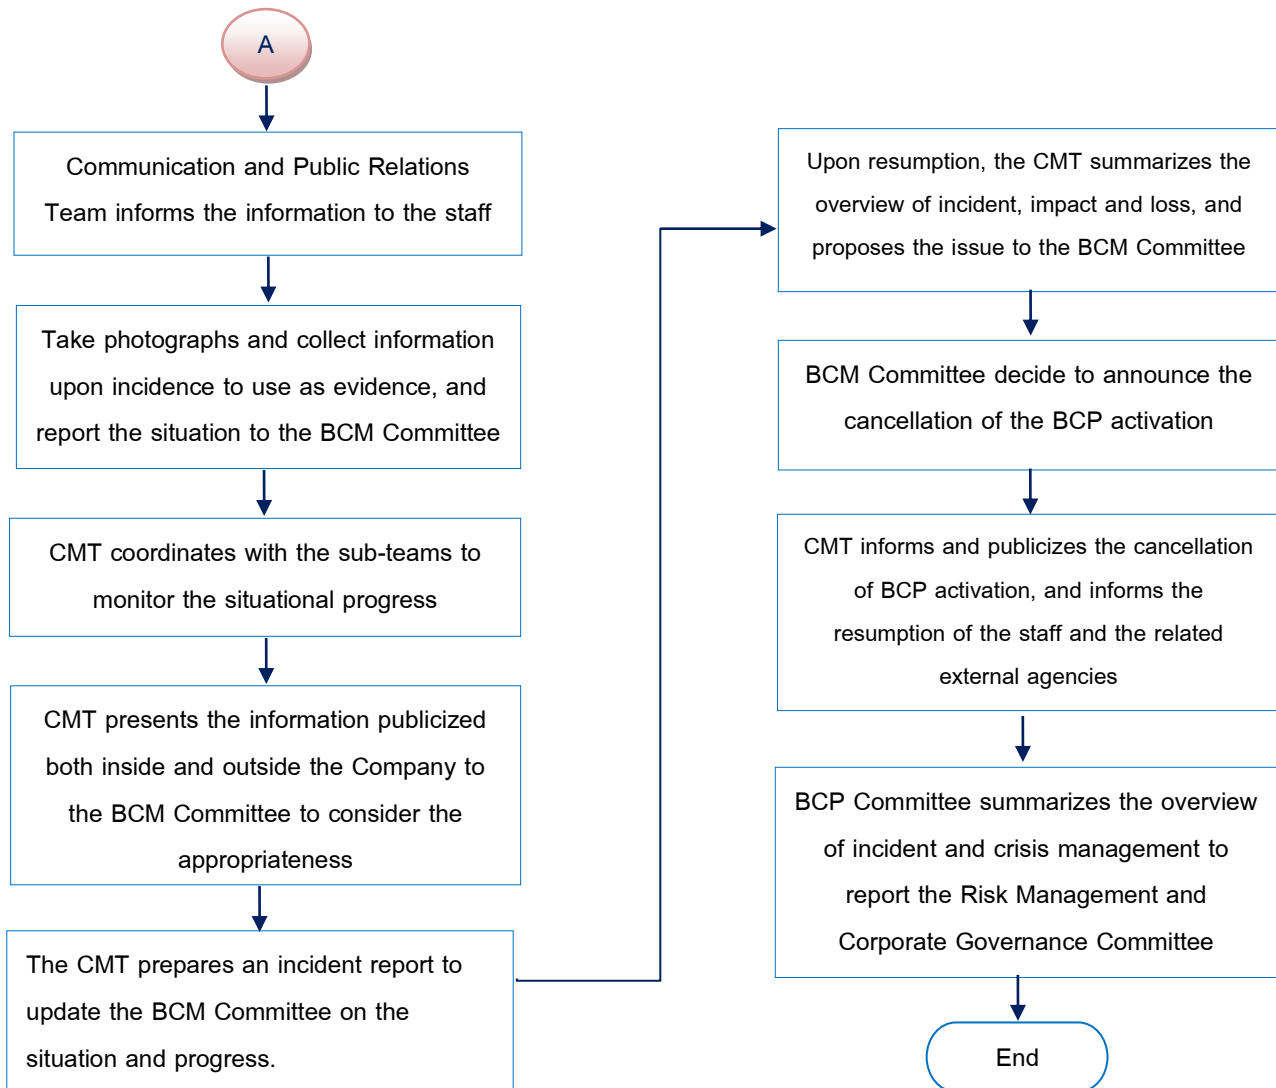 A
Communication and Public Relations
Team informs the information to the staff
Take photographs and collect information
upon incidence to use as evidence, and
report the situation to the BCM Committee
CMT coordinates with the sub-teams to
monitor the situational progress
CMT presents the information publicized
both inside and outside the Company to
the BCM Committee to consider the
appropriateness
The CMT prepares an incident report to
update the BCM Committee on the
situation and progress.
Upon resumption, the CMT summarizes the
overview of incident, impact and loss, and
proposes the issue to the BCM Committee
BCM Committee decide to announce the
cancellation of the BCP activation
CMT informs and publicizes the cancellation
of BCP activation, and informs the
resumption of the staff and the related
external agencies
BCP Committee summarizes the overview
of incident and crisis management to
report the Risk Management and
Corporate Governance Committee
End